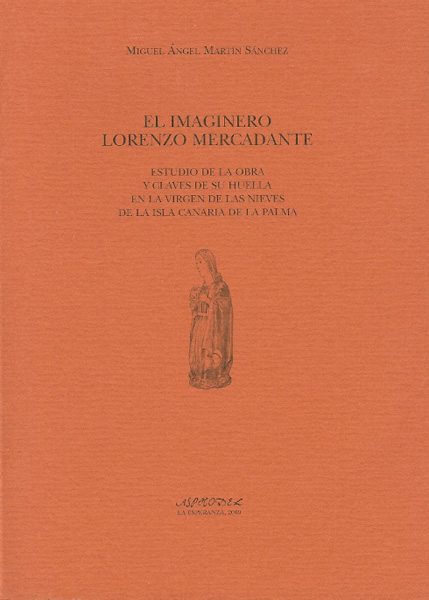 MIGUEL ÁNGEL MARTÍN SÁNCHEZ
EL IMAGINERO
LORENZO MERCADANTE
ESTUDIO DE LA OBRA
Y CLAVES DE SU HUELLA
EN LA VIRGEN DE LAS NIEVES
DE LA ISLA CANARIA DE LA PALMA
ASPHODEL
LA ESPERANZA,